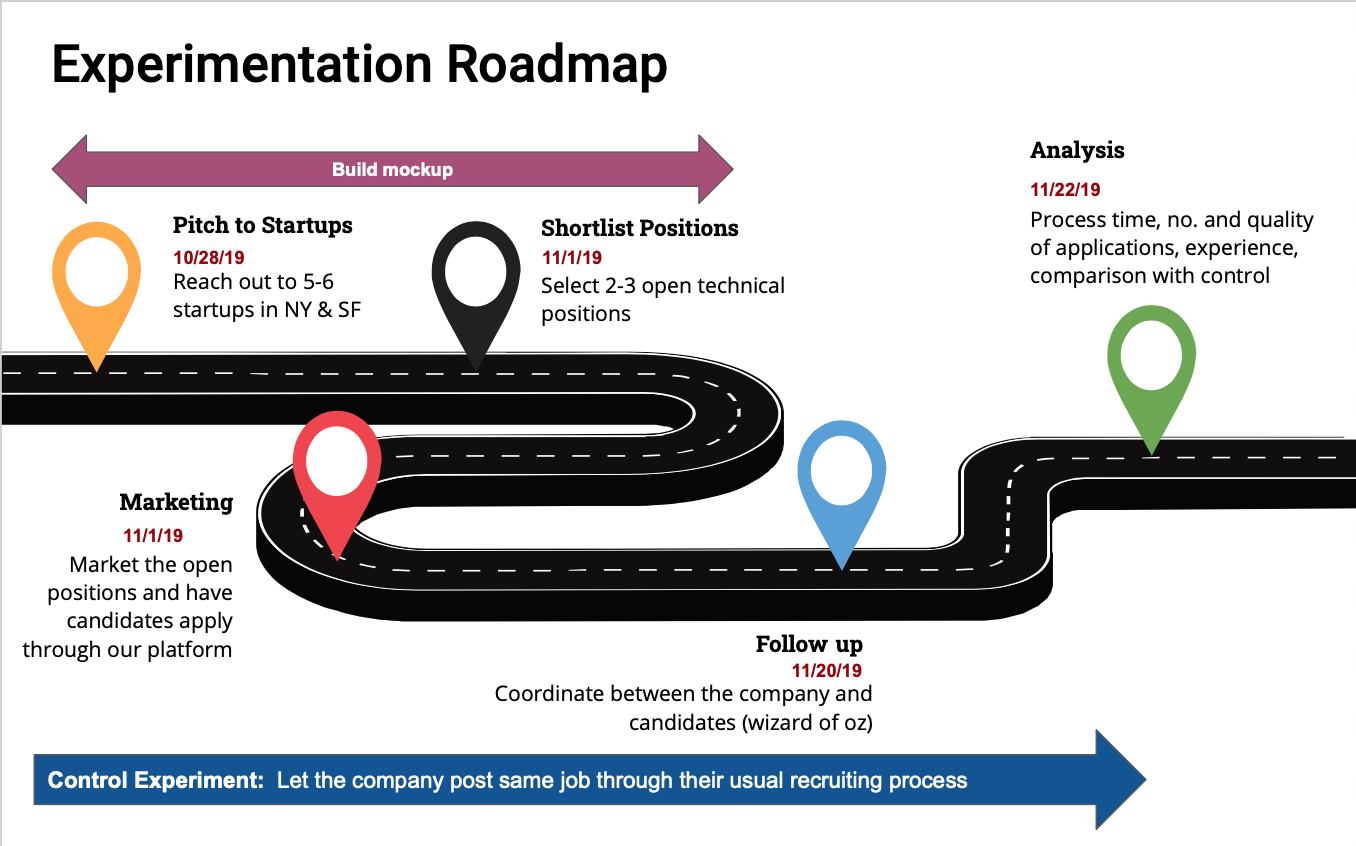 Experimentation Roadmap
Build mockup
Pitch to Startups
10/28/19
Reach out to 5-6
startups in NY & SF
Shortlist Positions
11/1/19
Select 2-3 open technical
positions
Analysis
11/22/19
Process time, no. and quality
of applications, experience,
comparison with control
Marketing
11/1/19
Market the open
positions and have
candidates apply
through our platform
Follow up
11/20/19
Coordinate between the company and
candidates (wizard of oz)
Control Experiment: Let the company post same job through their usual recruiting process